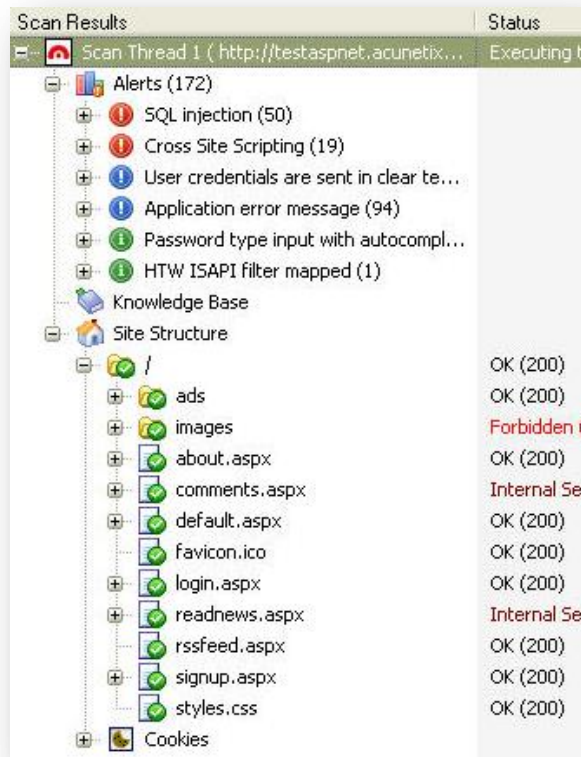 Scan Results Status
Scan Thread 1 ( http://testaspnet.acunetix... Executing
Alerts (172)
SQL injection (50)
Cross Site Scripting (19)
User credentials are sent in clear te...
Application error message (94)
Password type input with autocompl...
HTW ISAPI filter mapped (1)
Knowledge Base
Site Structure
/ OK (200)
ads OK (200)
images Forbidden
about.aspx OK (200)
comments.aspx Internal Se
default.aspx OK (200)
favicon.ico OK (200)
login.aspx OK (200)
readnews.aspx Internal Se
rssfeed.aspx OK (200)
signup.aspx OK (200)
styles.css OK (200)
Cookies